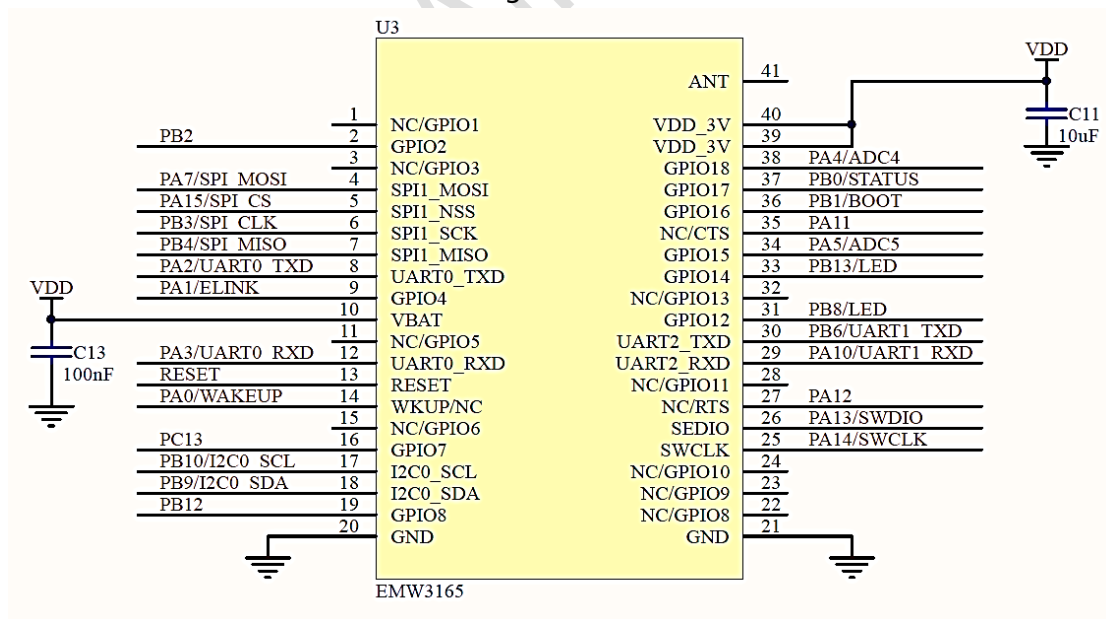 U3
ANT 41
VDD
C11
10uF
1 NC/GPIO1
PB2 2 GPIO2
3 NC/GPIO3
PA7/SPI_MOSI 4 SPI1_MOSI
PA15/SPI_CS 5 SPI1_NSS
PB3/SPI_CLK 6 SPI1_SCK
PB4/SPI_MISO 7 SPI1_MISO
PA2/UART0_TXD 8 UART0_TXD
PA1/ELINK 9 GPIO4
VDD
10 VBAT
11 NC/GPIO5
C13
100nF
PA3/UART0_RXD 12 UART0_RXD
RESET 13 RESET
PA0/WAKEUP 14 WKUP/NC
15 NC/GPIO6
PC13 16 GPIO7
PB10/I2C0_SCL 17 I2C0_SCL
PB9/I2C0_SDA 18 I2C0_SDA
PB12 19 GPIO8
20 GND
VDD_3V 40
VDD_3V 39
GPIO18 38 PA4/ADC4
GPIO17 37 PB0/STATUS
GPIO16 36 PB1/BOOT
NC/CTS 35 PA11
GPIO15 34 PA5/ADC5
GPIO14 33 PB13/LED
NC/GPIO13 32
GPIO12 31 PB8/LED
UART2_TXD 30 PB6/UART1_TXD
UART2_RXD 29 PA10/UART1_RXD
NC/GPIO11 28
NC/RTS 27 PA12
SEDIO 26 PA13/SWDIO
SWCLK 25 PA14/SWCLK
NC/GPIO10 24
NC/GPIO9 23
NC/GPIO8 22
GND 21
EMW3165